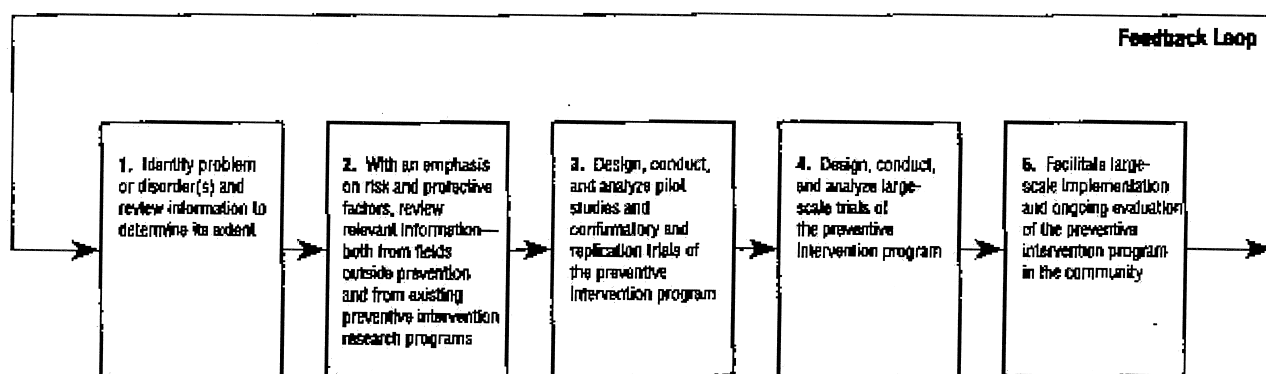 Feedback Loop
1. Identify problem
or disorder(s) and
review information to
determine its extent
2. With an emphasis
on risk and protective
factors, review
relevant information—
both from fields
outside prevention
and from existing
preventive intervention
research programs
3. Design, conduct,
and analyze pilot
studies and
confirmatory and
replication trials of
the preventive
intervention program
4. Design, conduct,
and analyze large-
scale trials of
the preventive
intervention program
5. Facilitate large-
scale implementation
and ongoing evaluation
of the preventive
intervention program
in the community